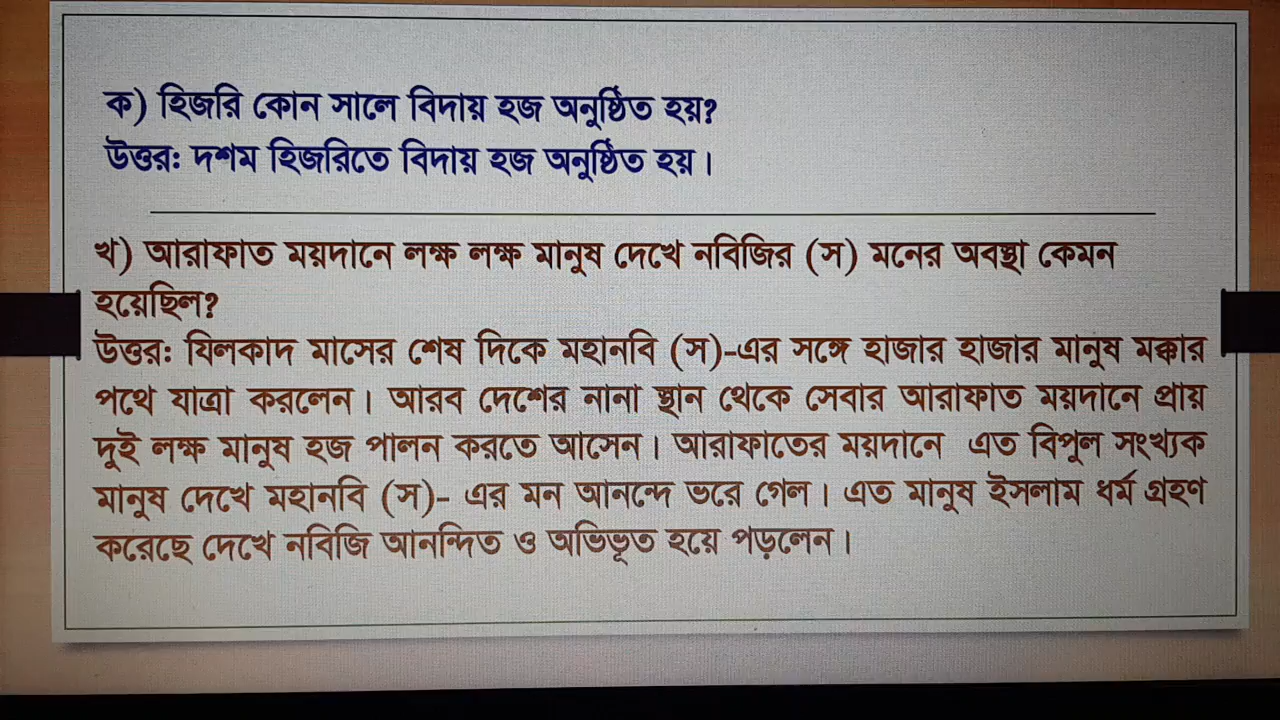 ক) হিজরি কোন সালে বিদায় হজ অনুষ্ঠিত হয়?
উত্তর: দশম হিজরিতে বিদায় হজ অনুষ্ঠিত হয়।
খ) আরাফাত ময়দানে লক্ষ লক্ষ মানুষ দেখে নবিজির (স) মনের অবস্থা কেমন
হয়েছিল?
উত্তর: যিলকাদ মাসের শেষ দিকে মহানবি (স)-এর সঙ্গে হাজার হাজার মানুষ মক্কার
পথে যাত্রা করলেন। আরব দেশের নানা স্থান থেকে সেবার আরাফাত ময়দানে প্রায়
দুই লক্ষ মানুষ হজ পালন করতে আসেন। আরাফাতের ময়দানে এত বিপুল সংখ্যক
মানুষ দেখে মহানবি (স)- এর মন আনন্দে ভরে গেল। এত মানুষ ইসলাম ধর্ম গ্রহণ
করেছে দেখে নবিজি আনন্দিত ও অভিভূত হয়ে পড়লেন।